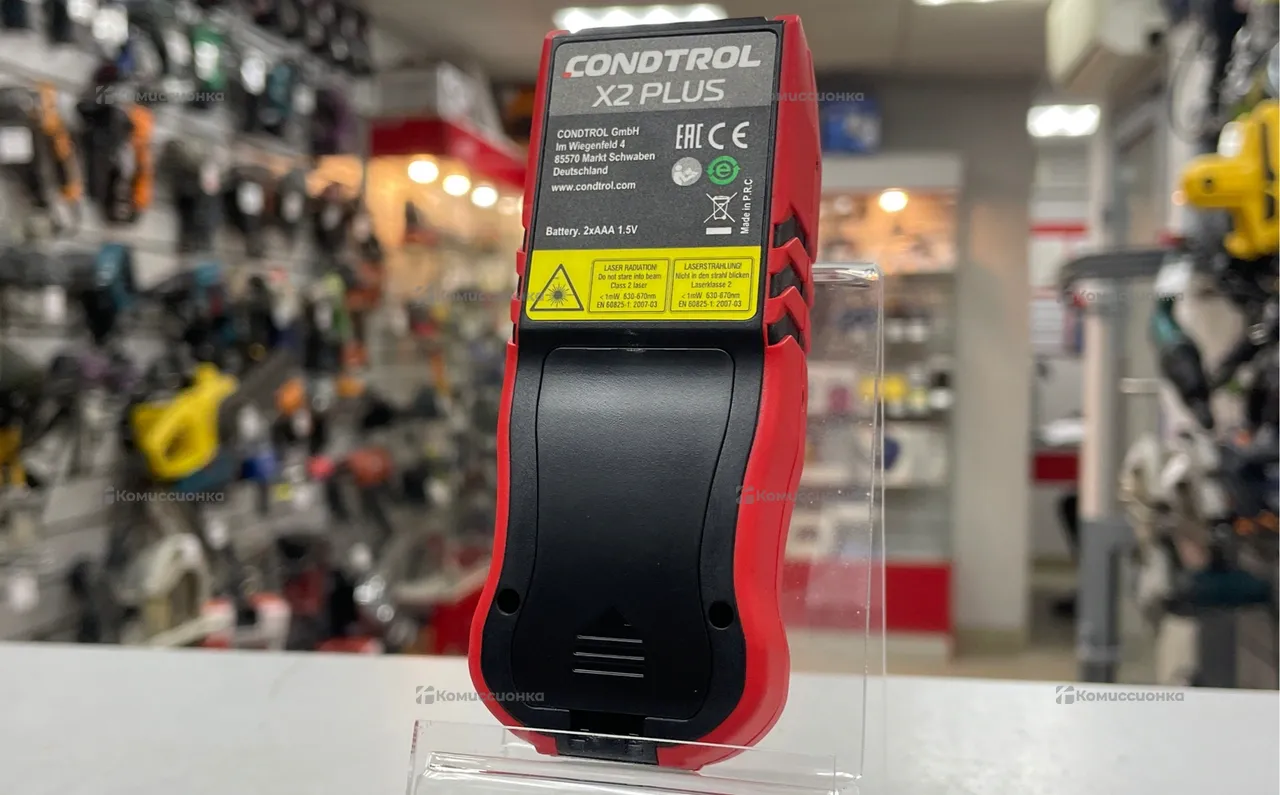 CONDTROL
X2 PLUS
CONDTROL GmbH
Im Wiegenfeld 4
85570 Markt Schwaben
Deutschland
www.condtrol.com
EAC CE
e
Made in P.R.C
Battery. 2xAAA 1.5V
LASER RADIATION!
Do not stare into beam
Class 2 laser
<1mW 630-670nm
EN 60825-1: 2007-03
LASERSTRAHLUNG!
Nicht in den strahl blicken
Laserklasse 2
<1mW 630-670nm
EN 60825-1: 2007-03
Комиссионка
Комиссионка
Комиссионка
Комиссионка
Комиссионка
Комиссионка
Комиссионка
Комиссионка